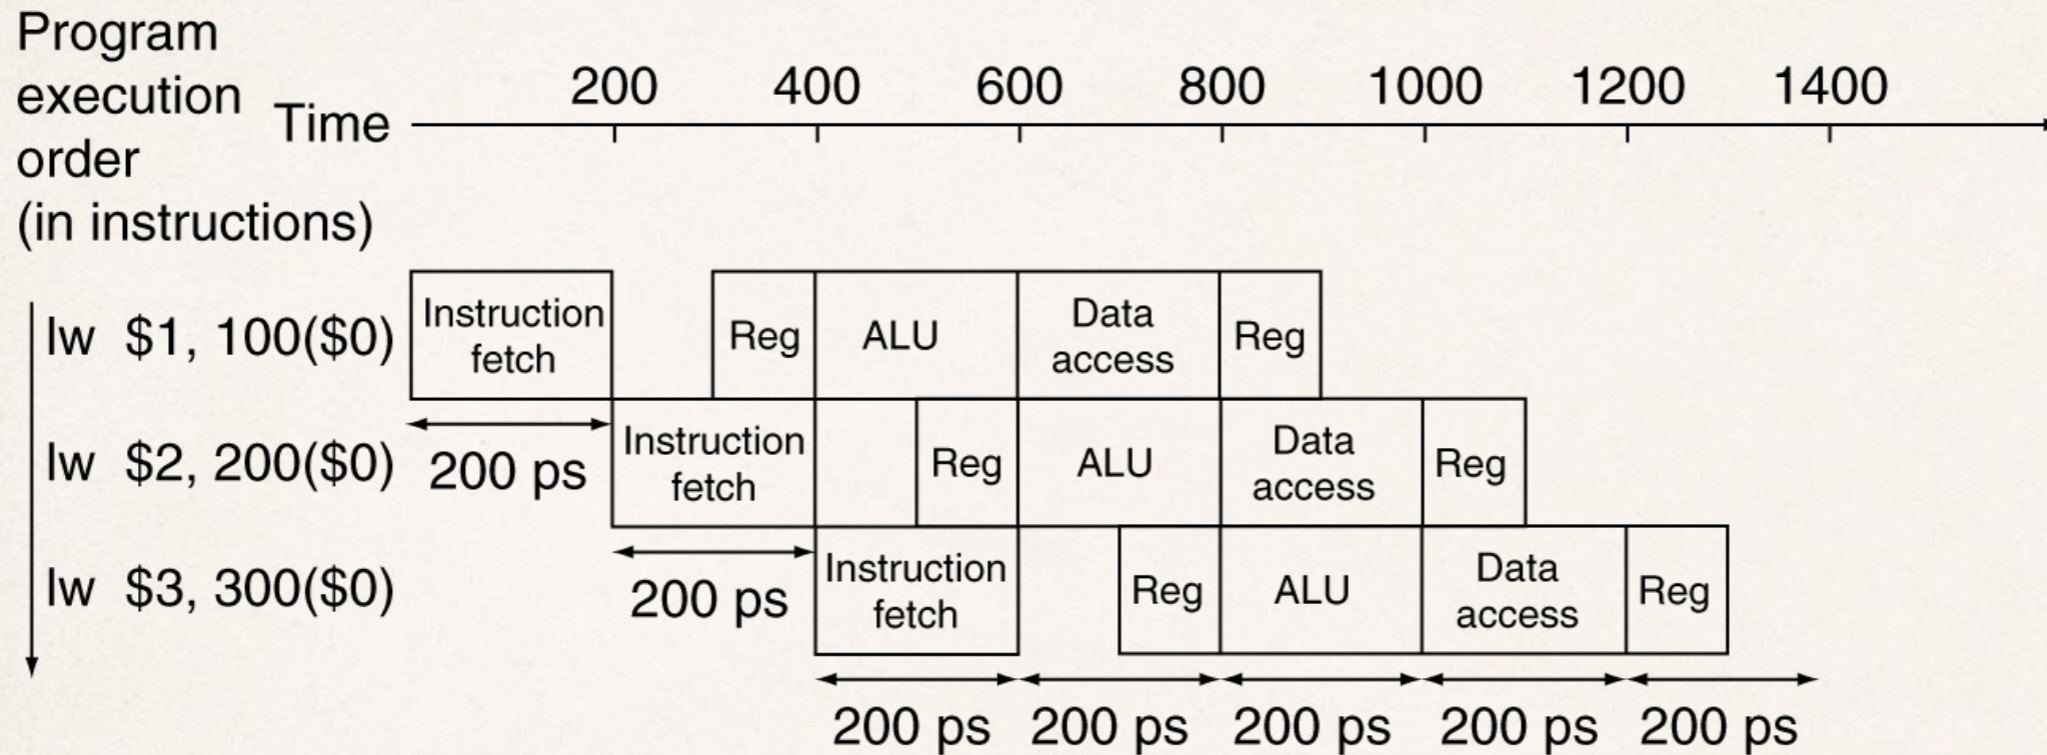 Program
execution
order
(in instructions)
Time
200 400 600 800 1000 1200 1400
lw $1, 100($0)
Instruction
fetch
Reg
ALU
Data
access
Reg
200 ps
lw $2, 200($0)
Instruction
fetch
Reg
ALU
Data
access
Reg
200 ps
lw $3, 300($0)
Instruction
fetch
Reg
ALU
Data
access
Reg
200 ps 200 ps 200 ps 200 ps 200 ps